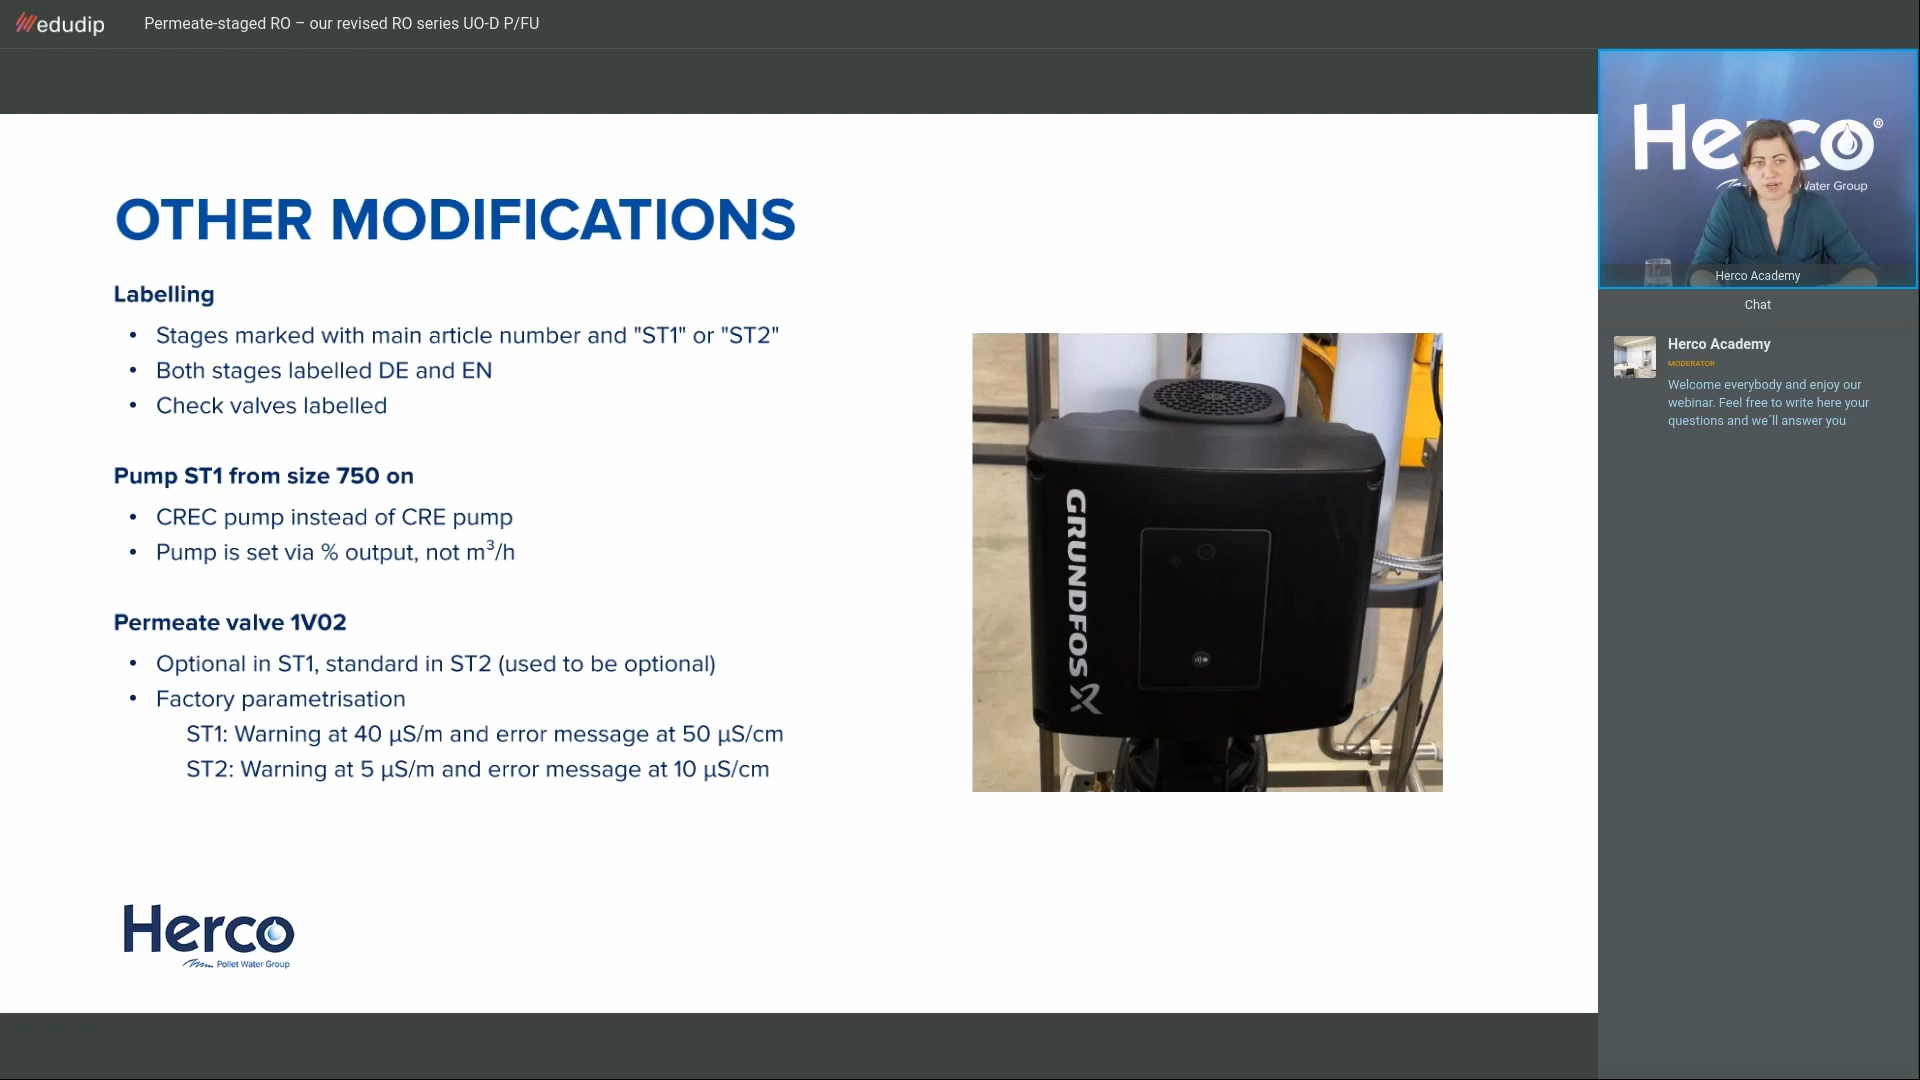 edudip
Permeate-staged RO – our revised RO series UO-D P/FU
OTHER MODIFICATIONS
Labelling
• Stages marked with main article number and "ST1" or "ST2"
• Both stages labelled DE and EN
• Check valves labelled
Pump ST1 from size 750 on
• CREC pump instead of CRE pump
• Pump is set via % output, not m³/h
Permeate valve 1V02
• Optional in ST1, standard in ST2 (used to be optional)
• Factory parametrisation
ST1: Warning at 40 µS/m and error message at 50 µS/cm
ST2: Warning at 5 µS/m and error message at 10 µS/cm
GRUNDFOS
Herco
Pollet Water Group
Herco®
Water Group
Herco Academy
Chat
Herco Academy
MODERATOR
Welcome everybody and enjoy our
webinar. Feel free to write here your
questions and we´ll answer you